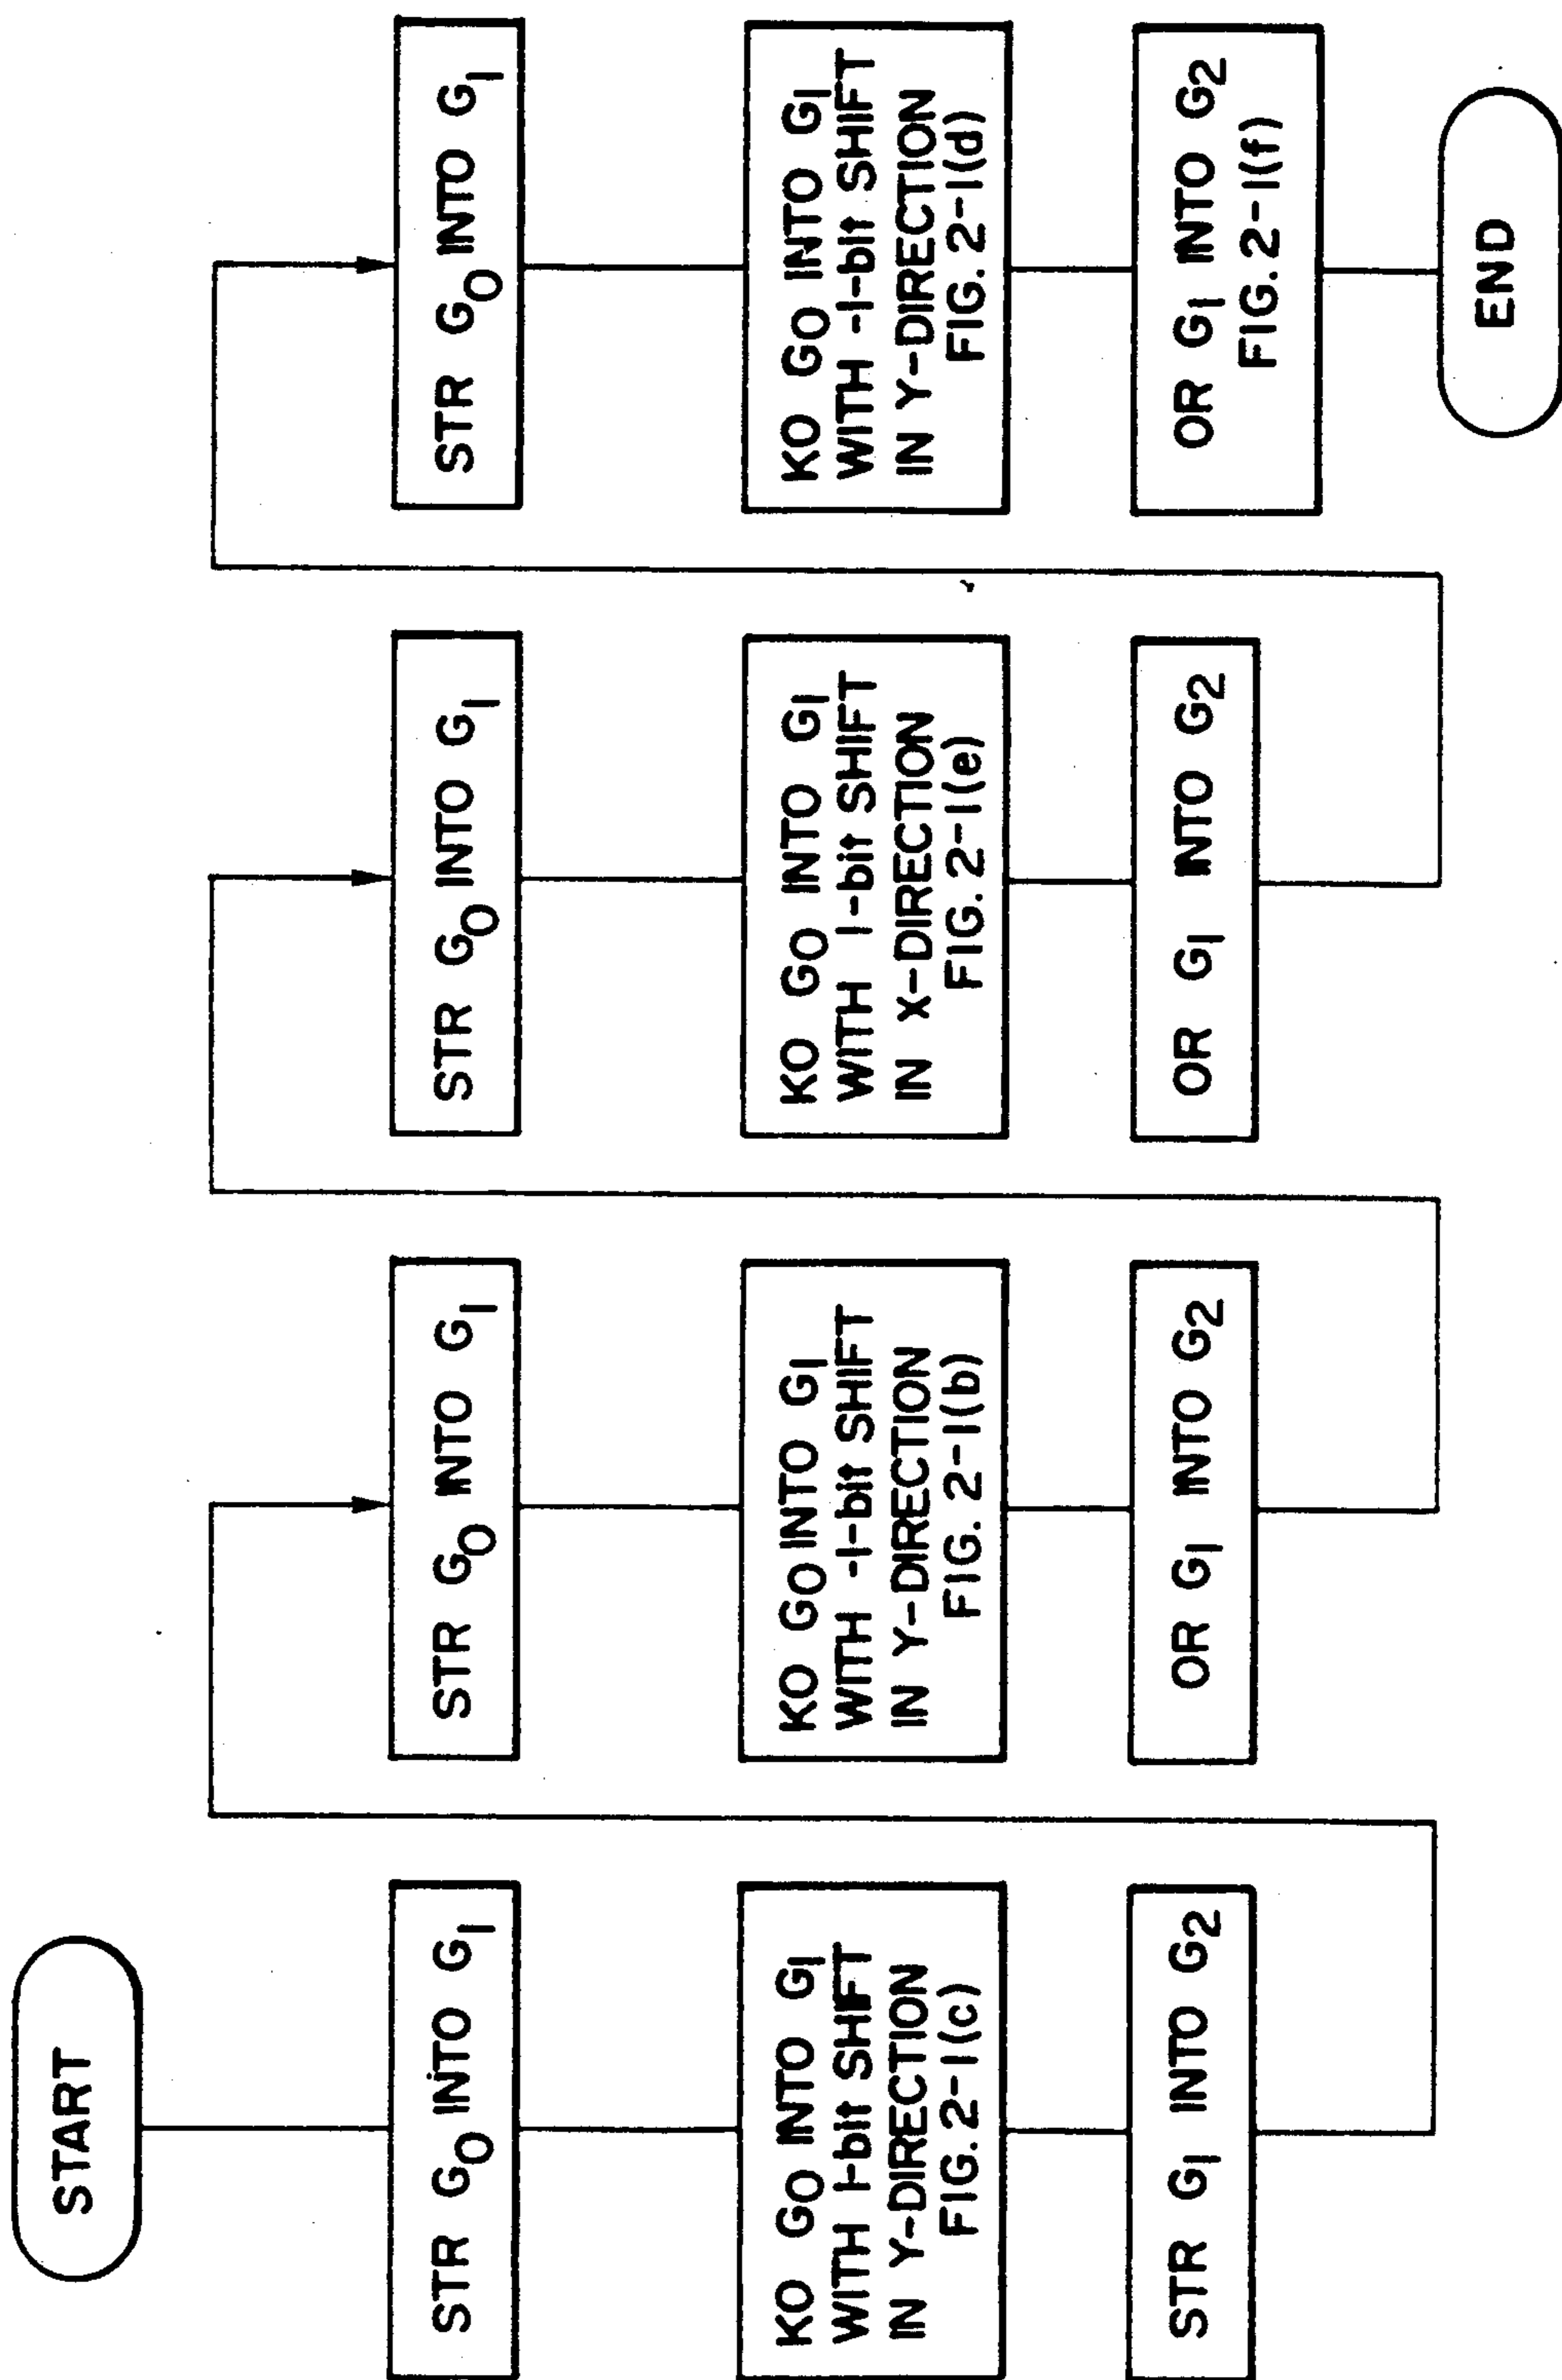 START
STR G₀ INTO G₁
KO GO INTO G₁
WITH 1-bit SHIFT
IN Y-DIRECTION
FIG. 2-1(c)
STR G₁ INTO G₂
STR G₀ INTO G₁
KO GO INTO G₁
WITH -1-bit SHIFT
IN Y-DIRECTION
FIG. 2-1(b)
OR G₁ INTO G₂
STR G₀ INTO G₁
KO GO INTO G₁
WITH 1-bit SHIFT
IN X-DIRECTION
FIG. 2-1(e)
OR G₁ INTO G₂
STR G₀ INTO G₁
KO GO INTO G₁
WITH -1-bit SHIFT
IN Y-DIRECTION
FIG. 2-1(d)
OR G₁ INTO G₂
FIG. 2-1(f)
END